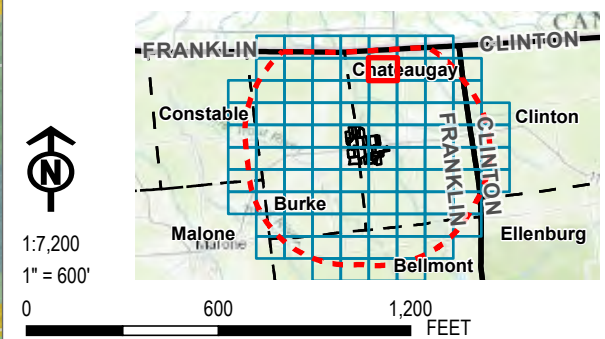 CAN
FRANKLIN
CLINTON
Chateaugay
Constable
Clinton
FRANKLIN
CLINTON
N
Burke
1:7,200
Malone
Ellenburg
Malone
1" = 600'
Bellmont
0 600 1,200
FEET